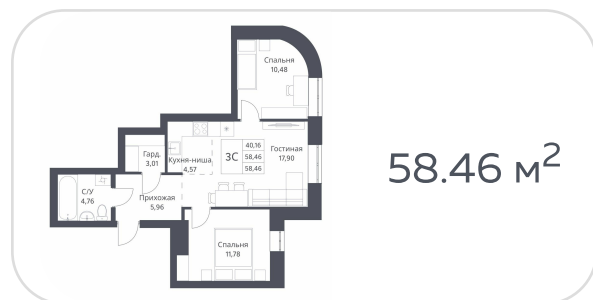 Спальня
10,48
Гард.
3,01
Кухня-ниша
4,57
3С
40,16
58,46
58,46
Гостиная
17,90
С/У
4,76
Прихожая
5,96
Спальня
11,78
58.46 м²